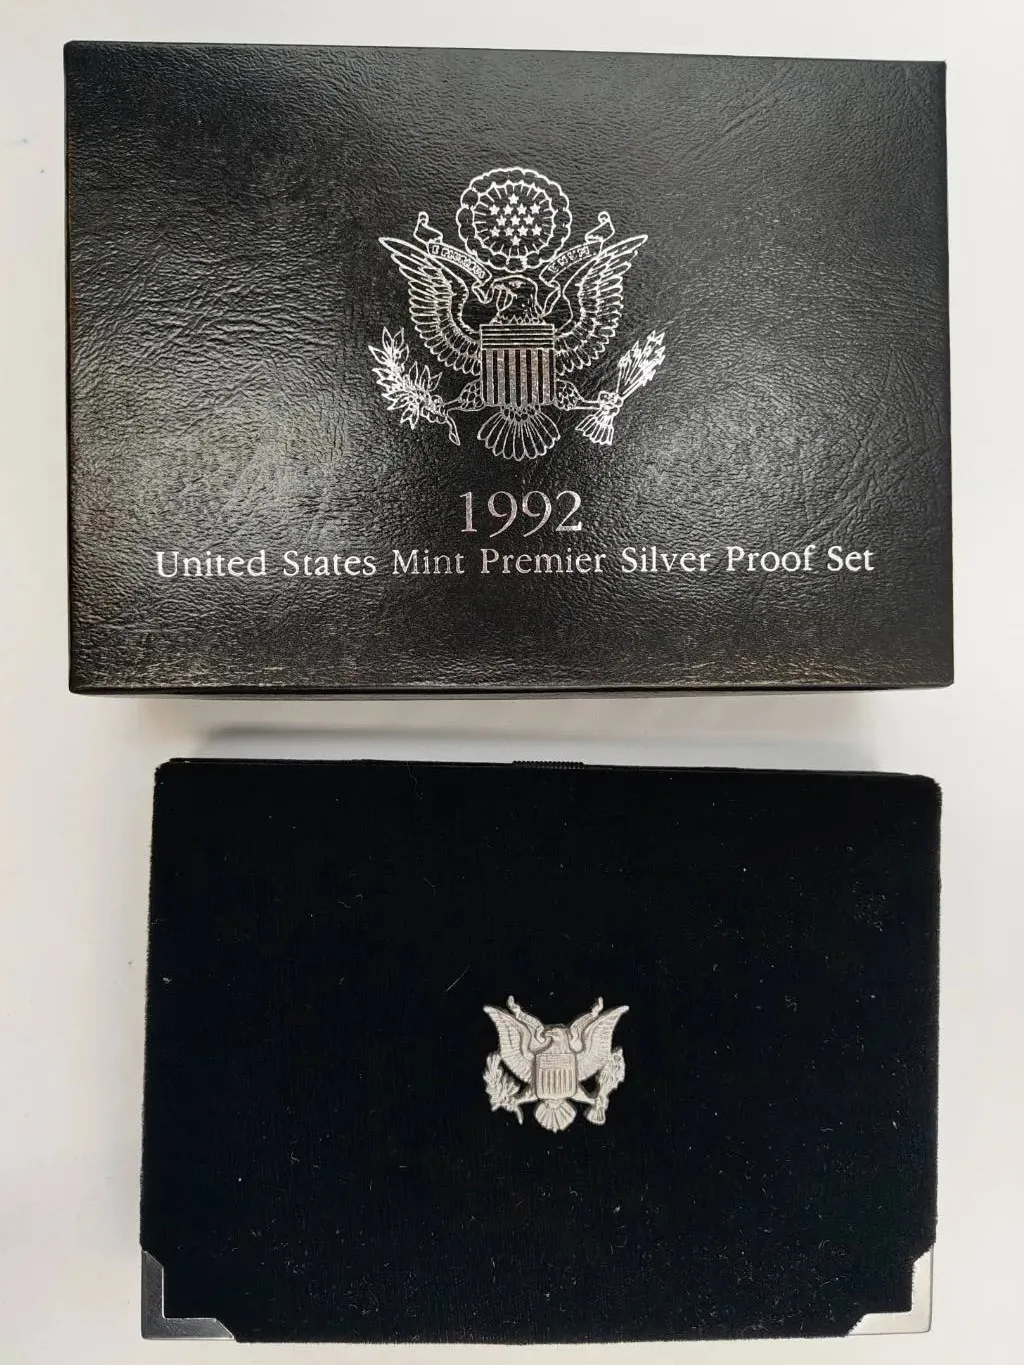 1992
United States Mint Premier Silver Proof Set